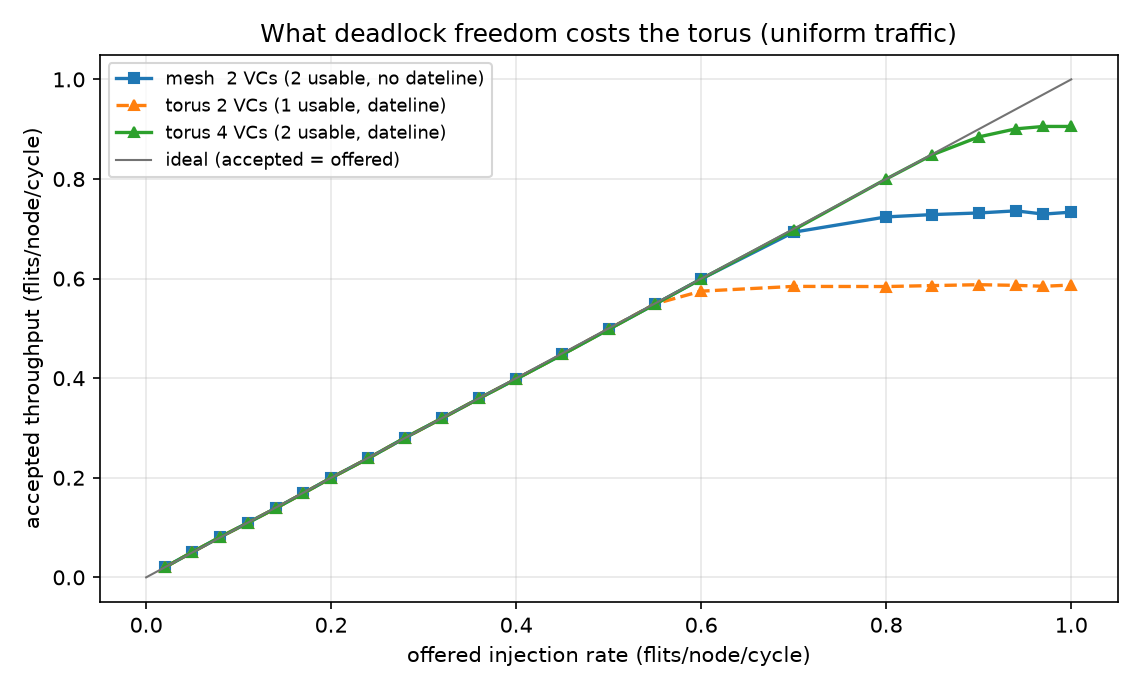 What deadlock freedom costs the torus (uniform traffic)
mesh  2 VCs (2 usable, no dateline)
torus 2 VCs (1 usable, dateline)
torus 4 VCs (2 usable, dateline)
ideal (accepted = offered)
accepted throughput (flits/node/cycle)
1.0
0.8
0.6
0.4
0.2
0.0
0.0 0.2 0.4 0.6 0.8 1.0
offered injection rate (flits/node/cycle)